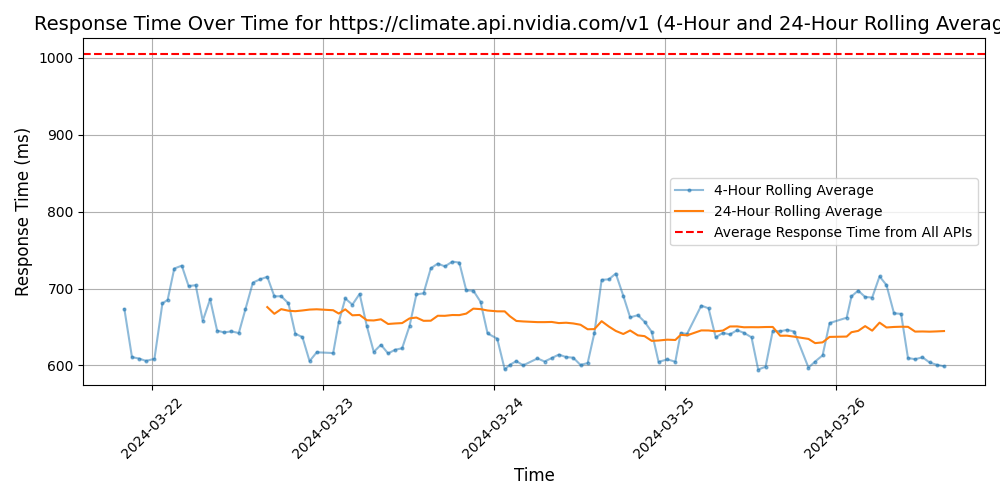 Response Time Over Time for https://climate.api.nvidia.com/v1 (4-Hour and 24-Hour Rolling Averag
1000
900
800
700
600
Response Time (ms)
4-Hour Rolling Average
24-Hour Rolling Average
Average Response Time from All APIs
2024-03-22
2024-03-23
2024-03-24
2024-03-25
2024-03-26
Time